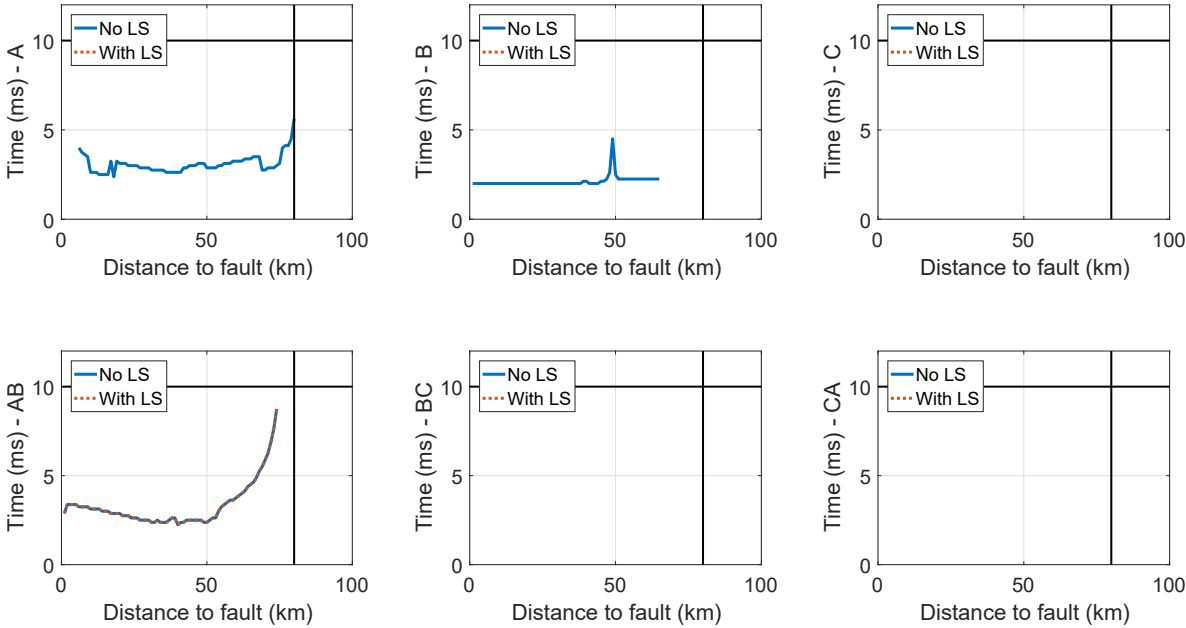 Time (ms) - A
10
5
0
No LS
With LS
0
50
100
Distance to fault (km)
Time (ms) - B
10
5
0
No LS
With LS
0
50
100
Distance to fault (km)
Time (ms) - C
10
5
0
No LS
With LS
0
50
100
Distance to fault (km)
Time (ms) - AB
10
5
0
No LS
With LS
0
50
100
Distance to fault (km)
Time (ms) - BC
10
5
0
No LS
With LS
0
50
100
Distance to fault (km)
Time (ms) - CA
10
5
0
No LS
With LS
0
50
100
Distance to fault (km)